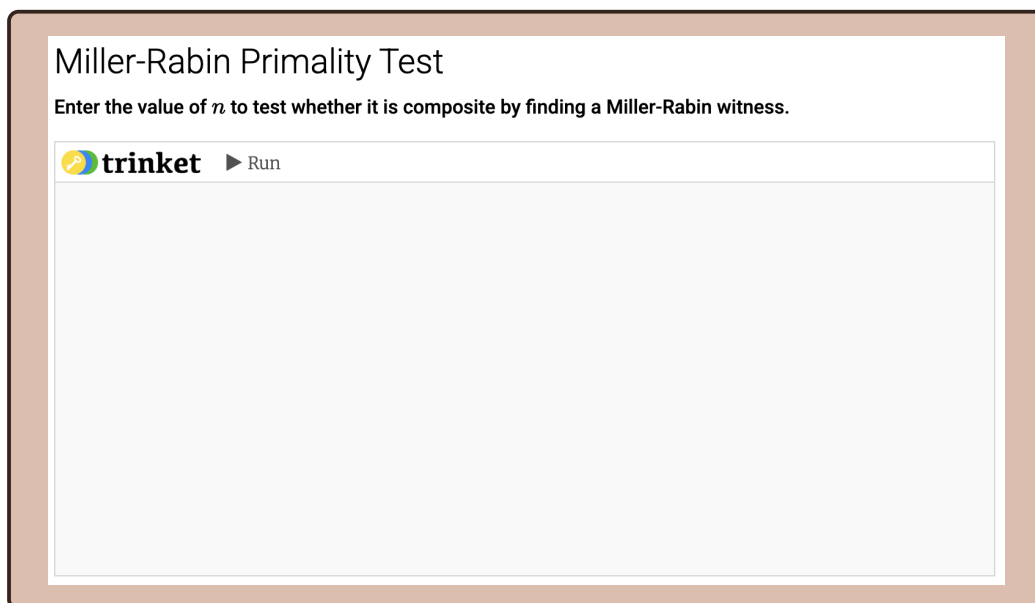 Miller-Rabin Primality Test
Enter the value of n to test whether it is composite by finding a Miller-Rabin witness.
trinket Run